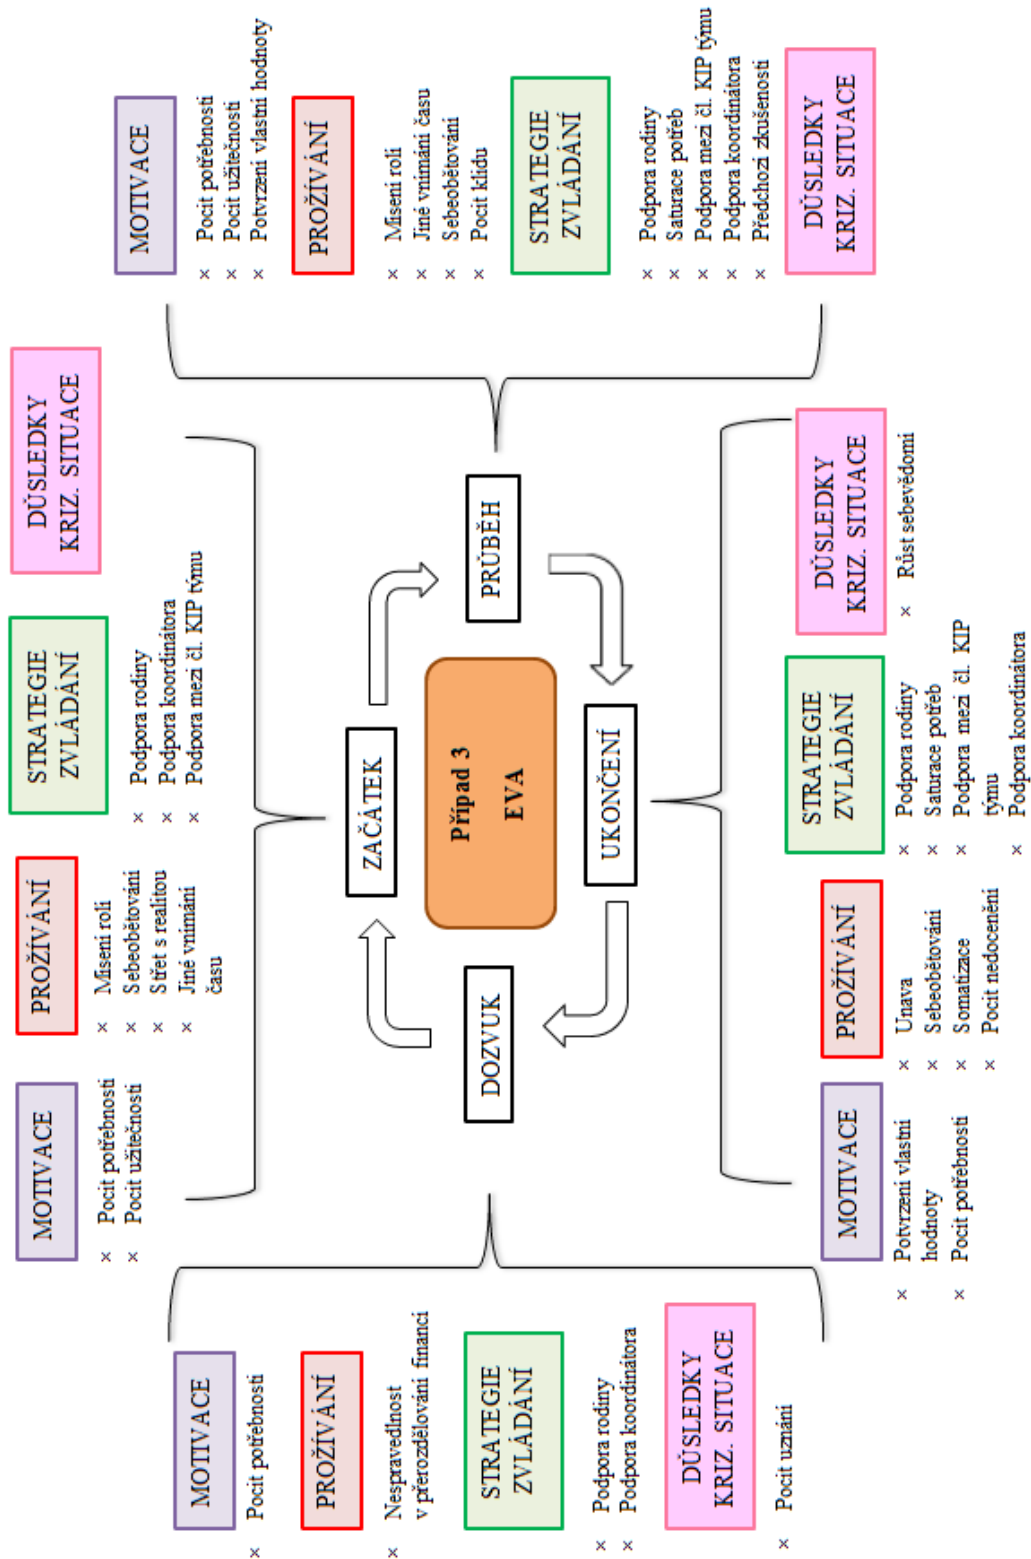 MOTIVACE
Pocit potřebnosti
Pocit užitečnosti
PROŽÍVÁNÍ
Mísení rolí
Sebeobětování
Střet s realitou
Jiné vnímání
času
STRATEGIE
ZVLÁDÁNÍ
Podpora rodiny
Podpora koordinátora
Podpora mezi čl. KIP týmu
DŮSLEDKY
KRIZ. SITUACE
MOTIVACE
Pocit potřebnosti
PROŽÍVÁNÍ
Nespravedlnost
v přerozdělování financí
STRATEGIE
ZVLÁDÁNÍ
Podpora rodiny
Podpora koordinátora
DŮSLEDKY
KRIZ. SITUACE
Pocit uznání
ZAČÁTEK
DOZVUK
Případ 3
EVA
PRŮBĚH
UKONČENÍ
MOTIVACE
Pocit potřebnosti
Pocit užitečnosti
Potvrzení vlastní hodnoty
PROŽÍVÁNÍ
Mísení rolí
Jiné vnímání času
Sebeobětování
Pocit klidu
STRATEGIE
ZVLÁDÁNÍ
Podpora rodiny
Saturace potřeb
Podpora mezi čl. KIP týmu
Podpora koordinátora
Předchozí zkušenosti
DŮSLEDKY
KRIZ. SITUACE
MOTIVACE
Potvrzení vlastní
hodnoty
Pocit potřebnosti
PROŽÍVÁNÍ
Únava
Sebeobětování
Somatizace
Pocit nedocenění
STRATEGIE
ZVLÁDÁNÍ
Podpora rodiny
Saturace potřeb
Podpora mezi čl. KIP
týmu
Podpora koordinátora
DŮSLEDKY
KRIZ. SITUACE
Růst sebevědomí